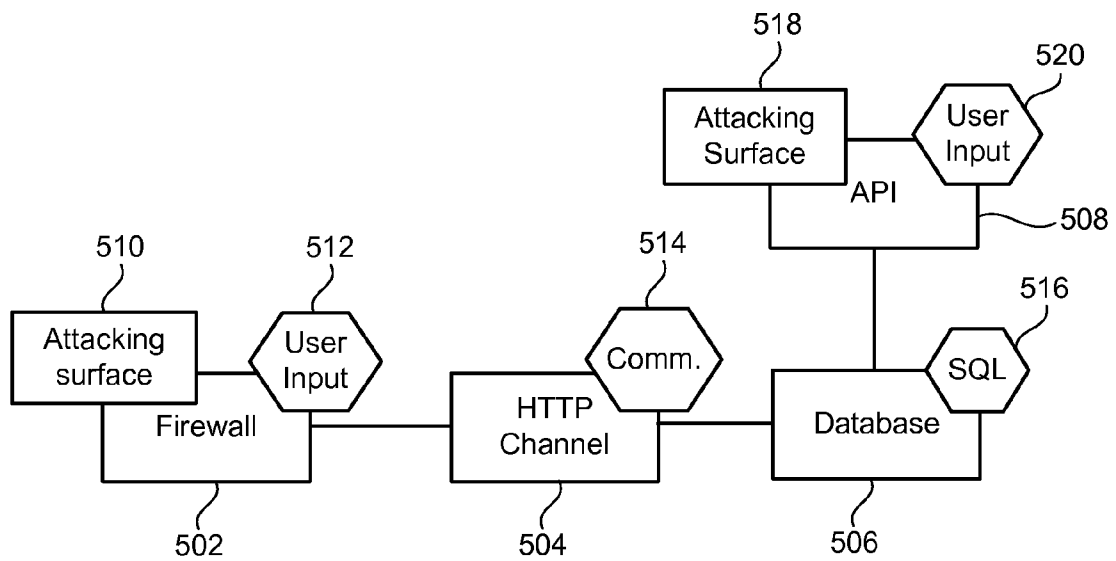 518
520
Attacking
Surface
User
Input
API
508
510
512
514
516
Attacking
surface
User
Input
Comm.
SQL
Firewall
HTTP
Channel
Database
502
504
506